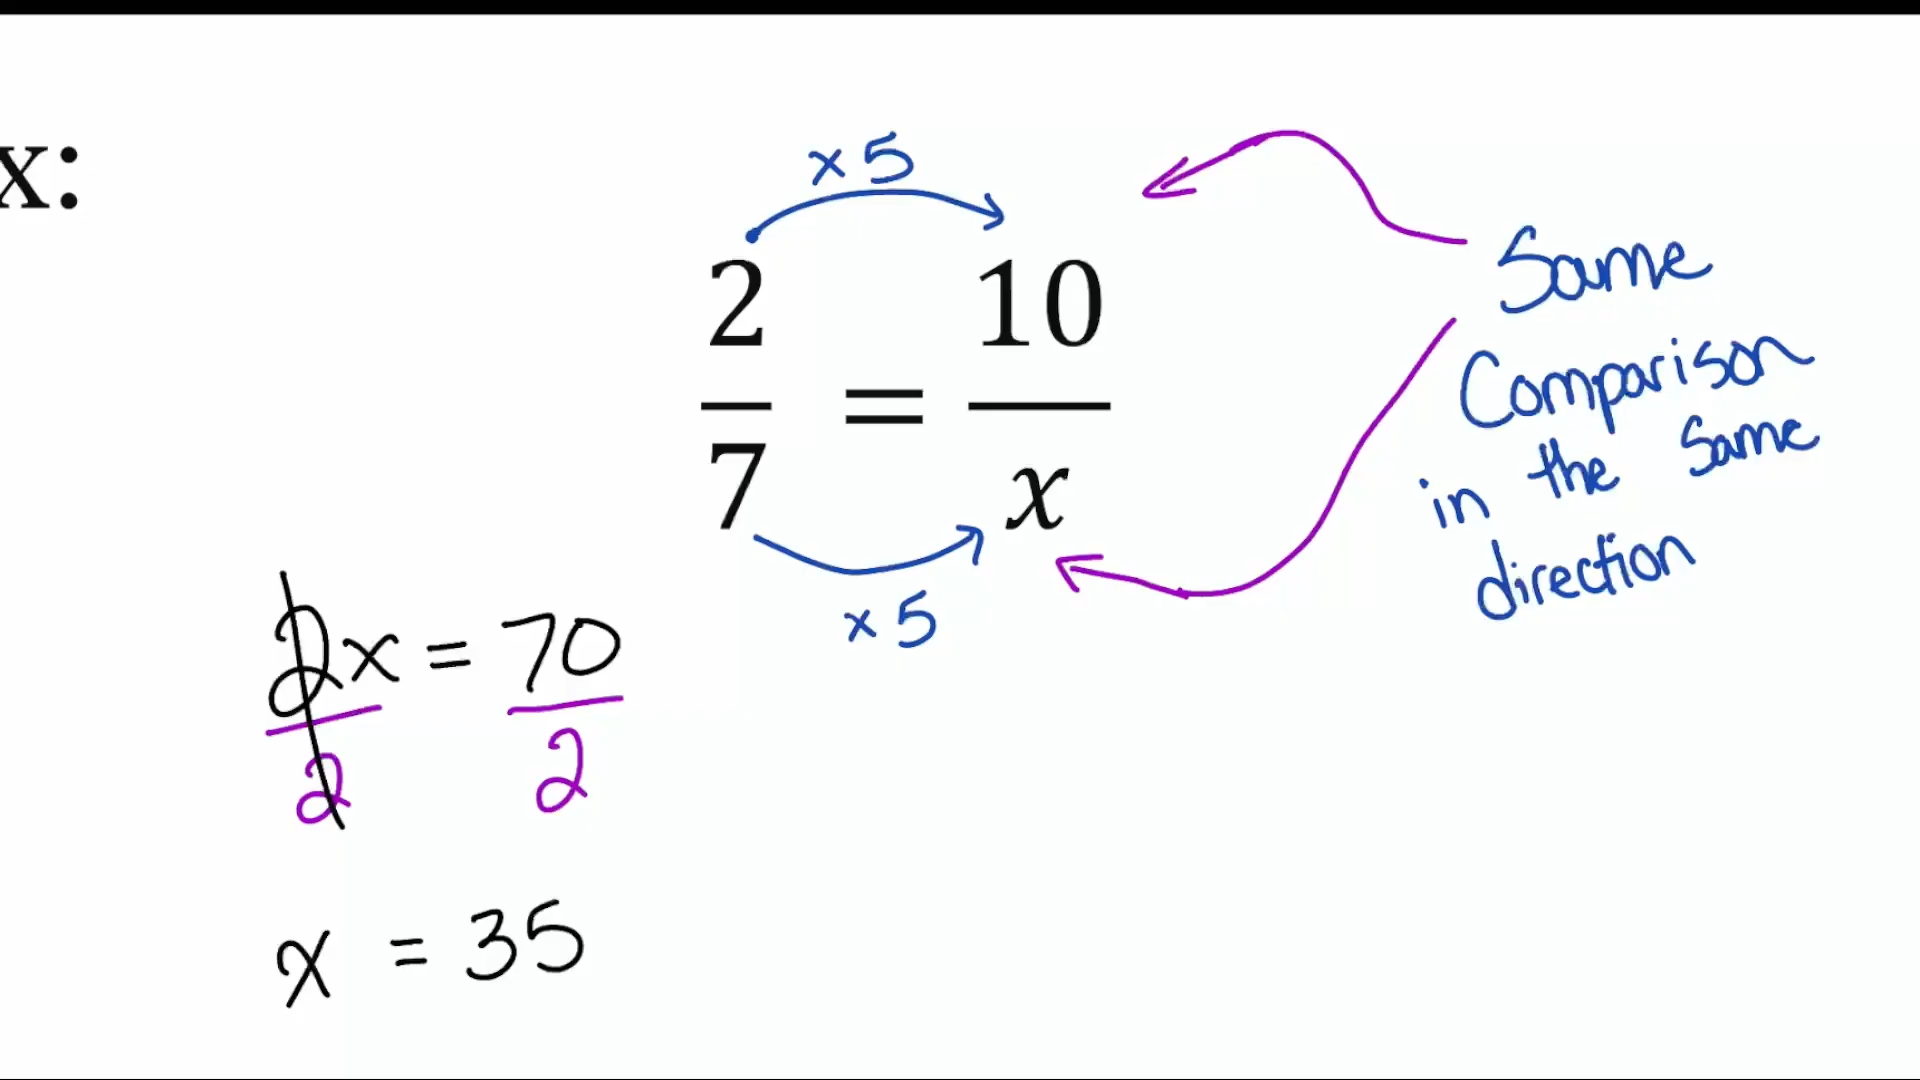 x:
×5
2/7 = 10/x
×5
Same
Comparison
in the same
direction
2x = 70
2 2
x = 35